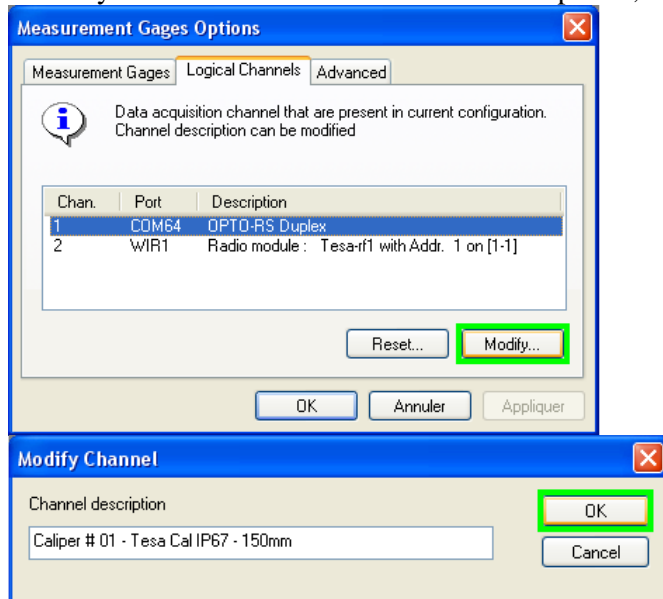 Measurement Gages Options
Measurement Gages Logical Channels Advanced
Data acquisition channel that are present in current configuration.
Channel description can be modified
Chan. Port Description
1 COM64 OPTO-RS Duplex
2 WIR1 Radio module : Tesa-rf1 with Addr. 1 on [1-1]
Reset... Modify...
OK Annuler Appliquer
Modify Channel
Channel description
OK
Caliper # 01 - Tesa Cal IP67 - 150mm
Cancel